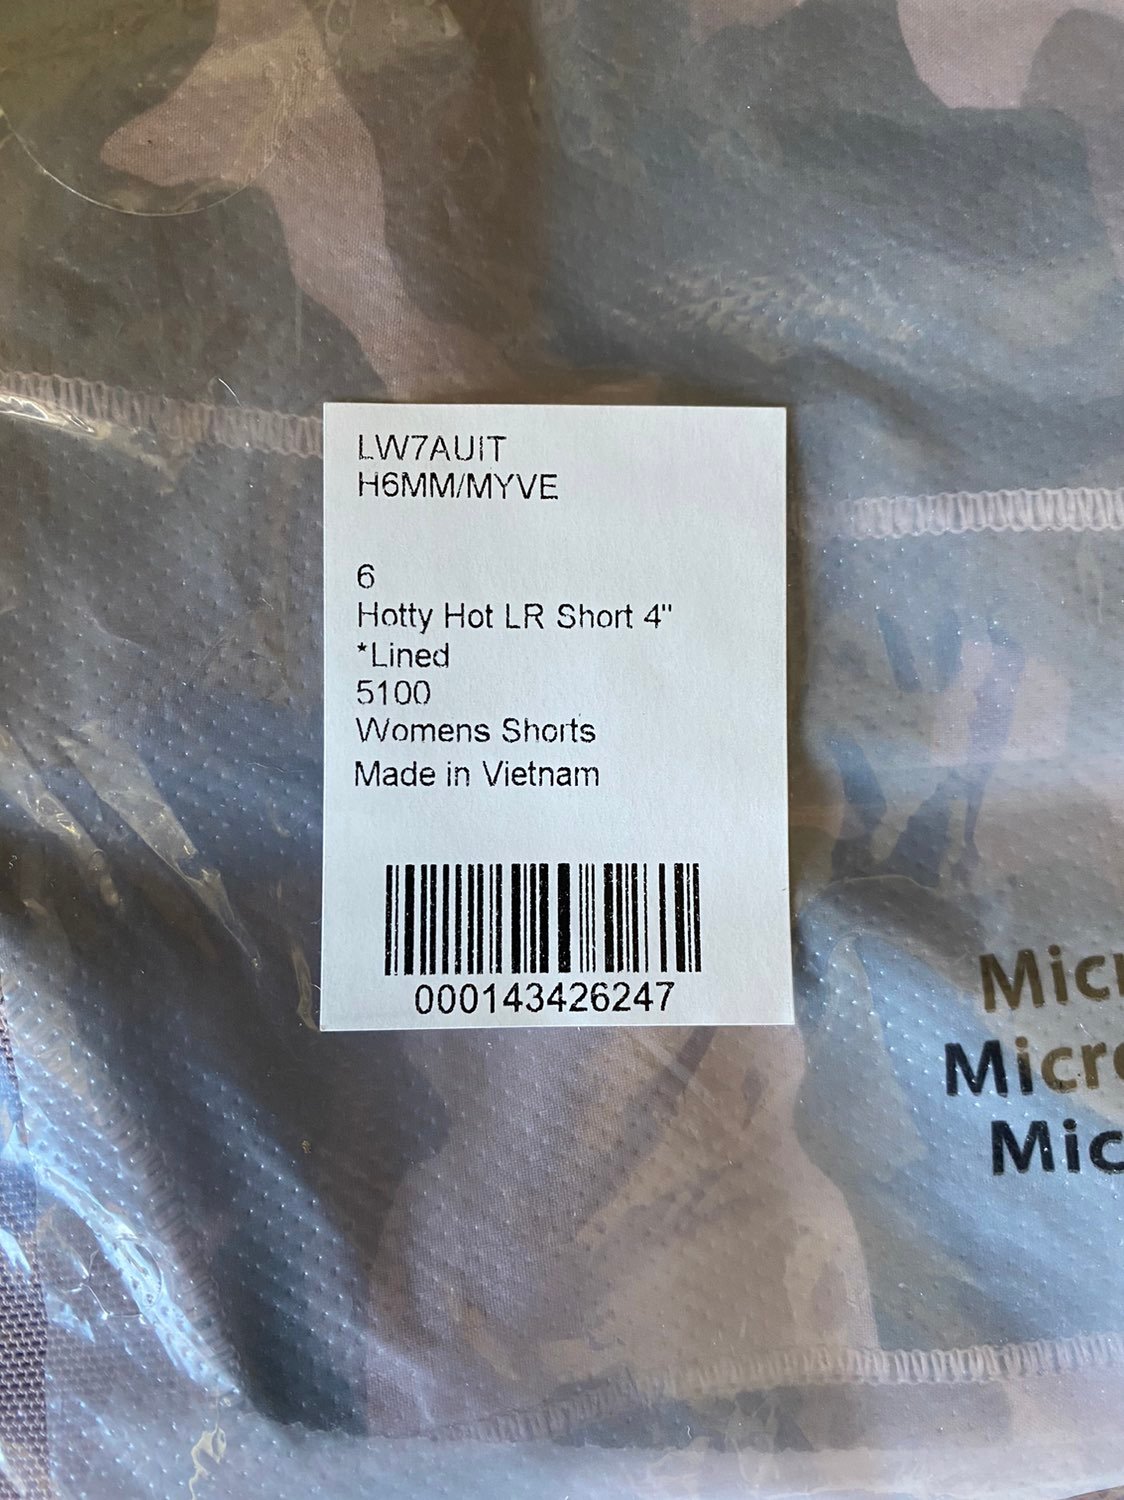 LW7AUIT
H6MM/MYVE
6
Hotty Hot LR Short 4"
*Lined
5100
Womens Shorts
Made in Vietnam
000143426247